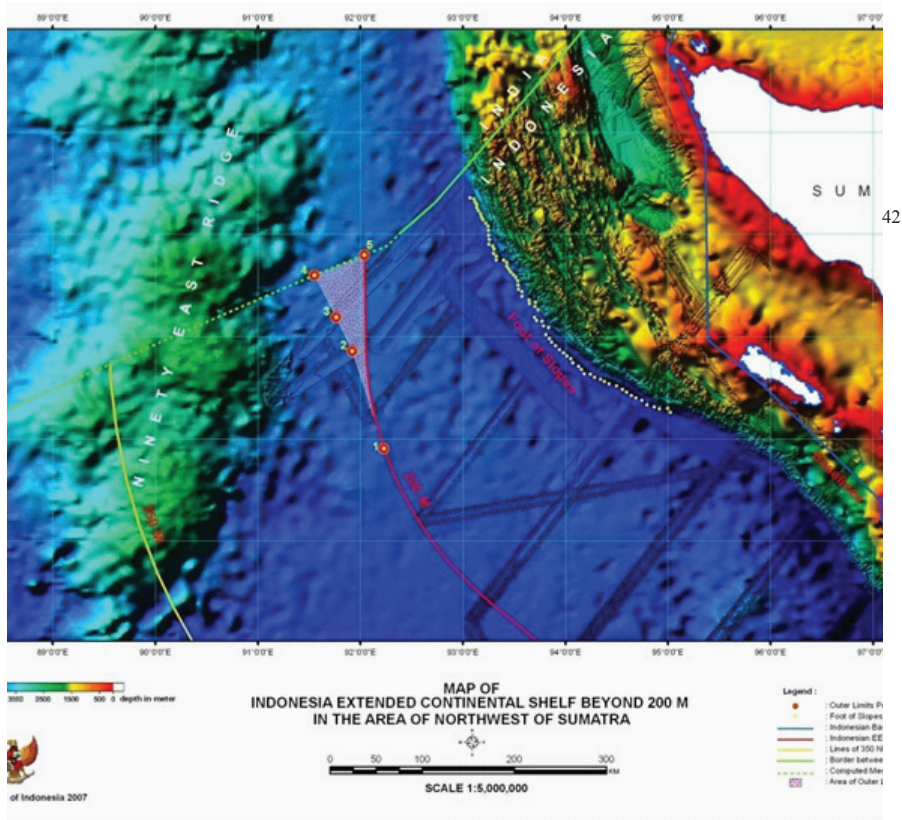 89°0'0"E 90°0'0"E 91°0'0"E 92°0'0"E 93°0'0"E 94°0'0"E 95°0'0"E 96°0'0"E 97°0'
INDIA
INDONESIA
NINETY EAST RIDGE
SUM
42
5
4
3
2
1
Foot of Slopes
200 M
350 M
89°0'0"E 90°0'0"E 91°0'0"E 92°0'0"E 93°0'0"E 94°0'0"E 95°0'0"E 96°0'0"E 97°0'
3500 2500 1500 500 0 depth in meter
MAP OF
INDONESIA EXTENDED CONTINENTAL SHELF BEYOND 200 M
IN THE AREA OF NORTHWEST OF SUMATRA
0 50 100 200 300
KM
SCALE 1:5,000,000
of Indonesia 2007
Legend :
: Outer Limits Po
: Foot of Slopes
: Indonesian Ba
: Indonesian EE
: Lines of 350 N
: Border betwee
: Computed Me
: Area of Outer L